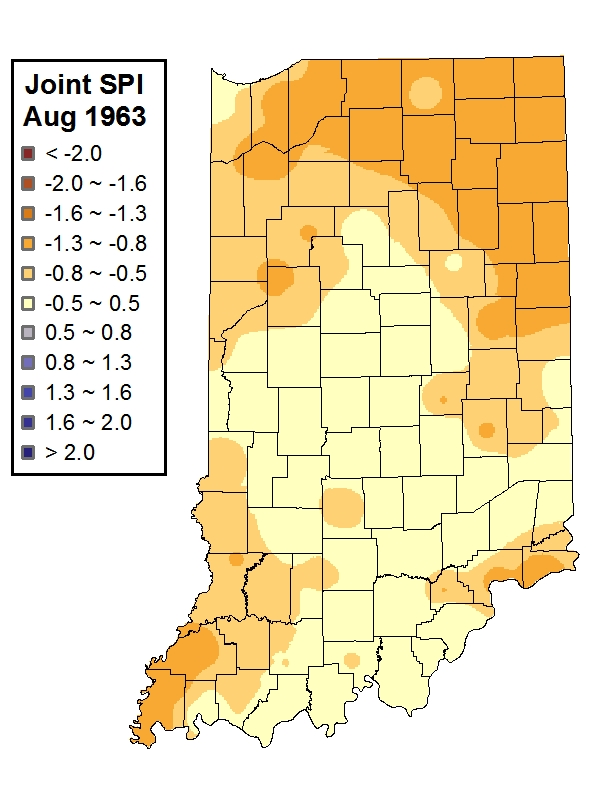 Joint SPI
Aug 1963
< -2.0
-2.0 ~ -1.6
-1.6 ~ -1.3
-1.3 ~ -0.8
-0.8 ~ -0.5
-0.5 ~ 0.5
0.5 ~ 0.8
0.8 ~ 1.3
1.3 ~ 1.6
1.6 ~ 2.0
> 2.0